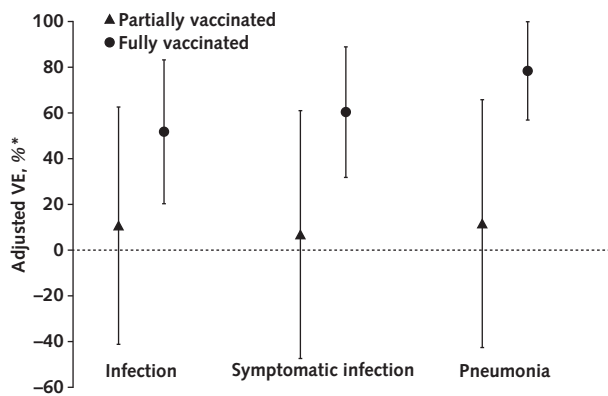 Adjusted VE, %*
100
80
60
40
20
0
–20
–40
–60
Partially vaccinated
Fully vaccinated
Infection
Symptomatic infection
Pneumonia